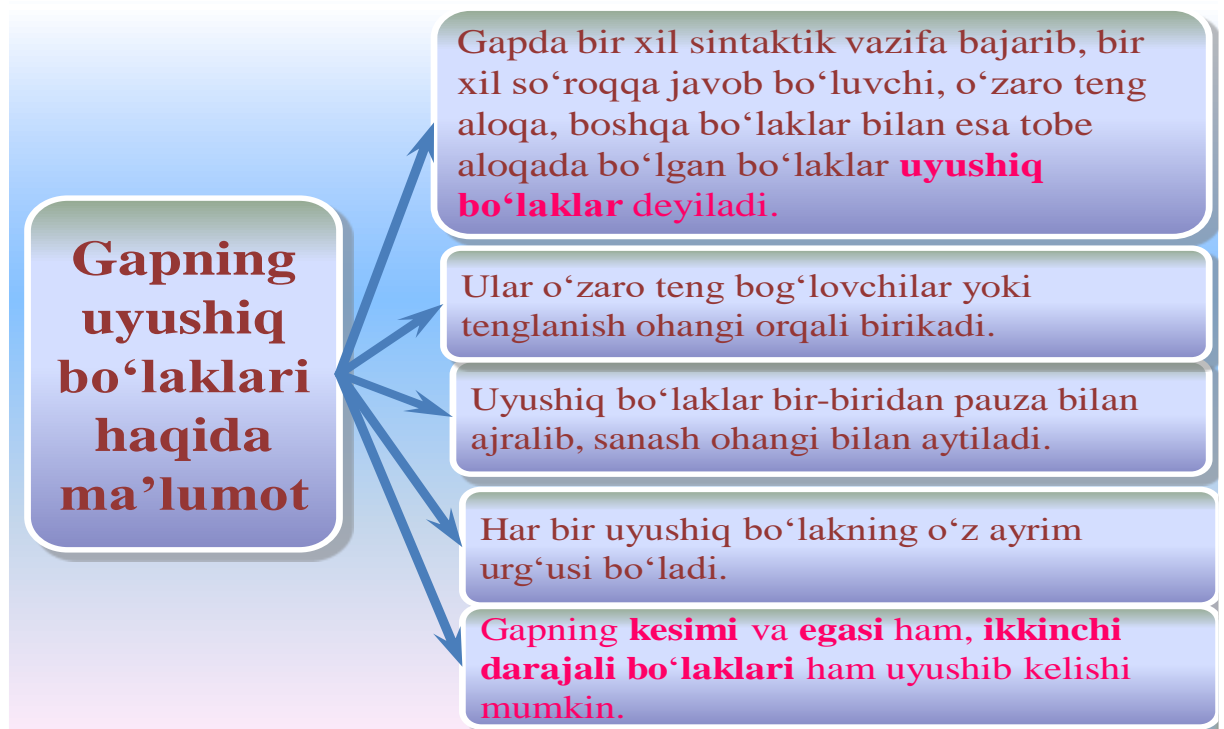 Gapning
uyushiq
bo‘laklari
haqida
ma’lumot
Gapda bir xil sintaktik vazifa bajarib, bir
xil so‘roqqa javob bo‘luvchi, o‘zaro teng
aloqa, boshqa bo‘laklar bilan esa tobe
aloqada bo‘lgan bo‘laklar uyushiq
bo‘laklar deyiladi.
Ular o‘zaro teng bog‘lovchilar yoki
tenglanish ohangi orqali birikadi.
Uyushiq bo‘laklar bir-biridan pauza bilan
ajralib, sanash ohangi bilan aytiladi.
Har bir uyushiq bo‘lakning o‘z ayrim
urg‘usi bo‘ladi.
Gapning kesimi va egasi ham, ikkinchi
darajali bo‘laklari ham uyushib kelishi
mumkin.